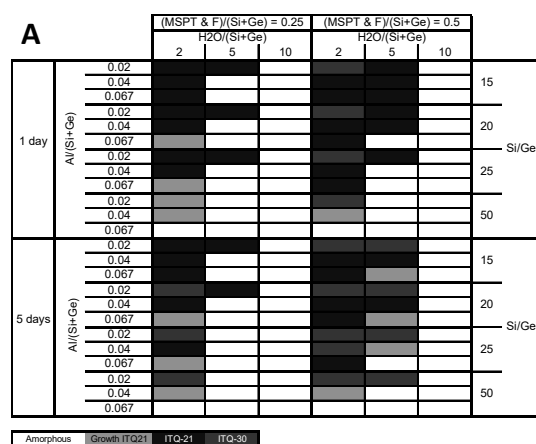 A
(MSPT & F)/(Si+Ge) = 0.25 (MSPT & F)/(Si+Ge) = 0.5
H2O/(Si+Ge) H2O/(Si+Ge)
2 5 10 2 5 10
1 day
Al/(Si+Ge)
0.02
0.04 15
0.067
0.02
0.04 20
0.067
0.02
0.04 25
0.067
0.02
0.04 50
0.067
Si/Ge
5 days
Al/(Si+Ge)
0.02
0.04 15
0.067
0.02
0.04 20
0.067
0.02
0.04 25
0.067
0.02
0.04 50
0.067
Si/Ge
Amorphous Growth ITQ21 ITQ-21 ITQ-30